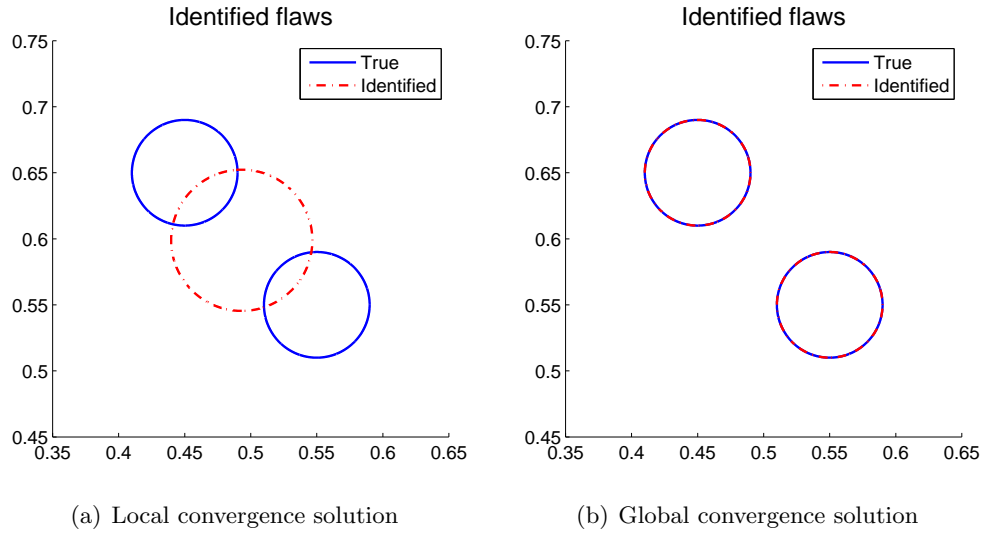 Identified flaws
True
Identified
0.75
0.7
0.65
0.6
0.55
0.5
0.45
0.35 0.4 0.45 0.5 0.55 0.6 0.65
(a) Local convergence solution
Identified flaws
True
Identified
0.75
0.7
0.65
0.6
0.55
0.5
0.45
0.35 0.4 0.45 0.5 0.55 0.6 0.65
(b) Global convergence solution